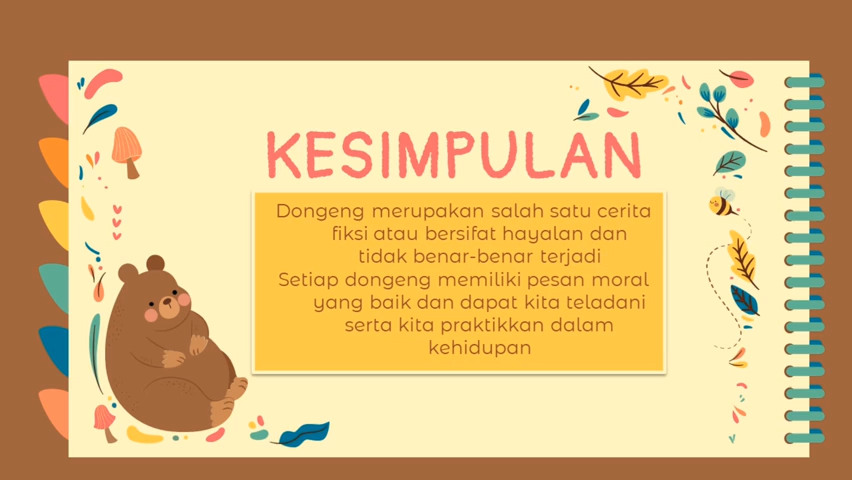 KESIMPULAN
Dongeng merupakan salah satu cerita
fiksi atau bersifat hayalan dan
tidak benar-benar terjadi
Setiap dongeng memiliki pesan moral
yang baik dan dapat kita teladani
serta kita praktikkan dalam
kehidupan